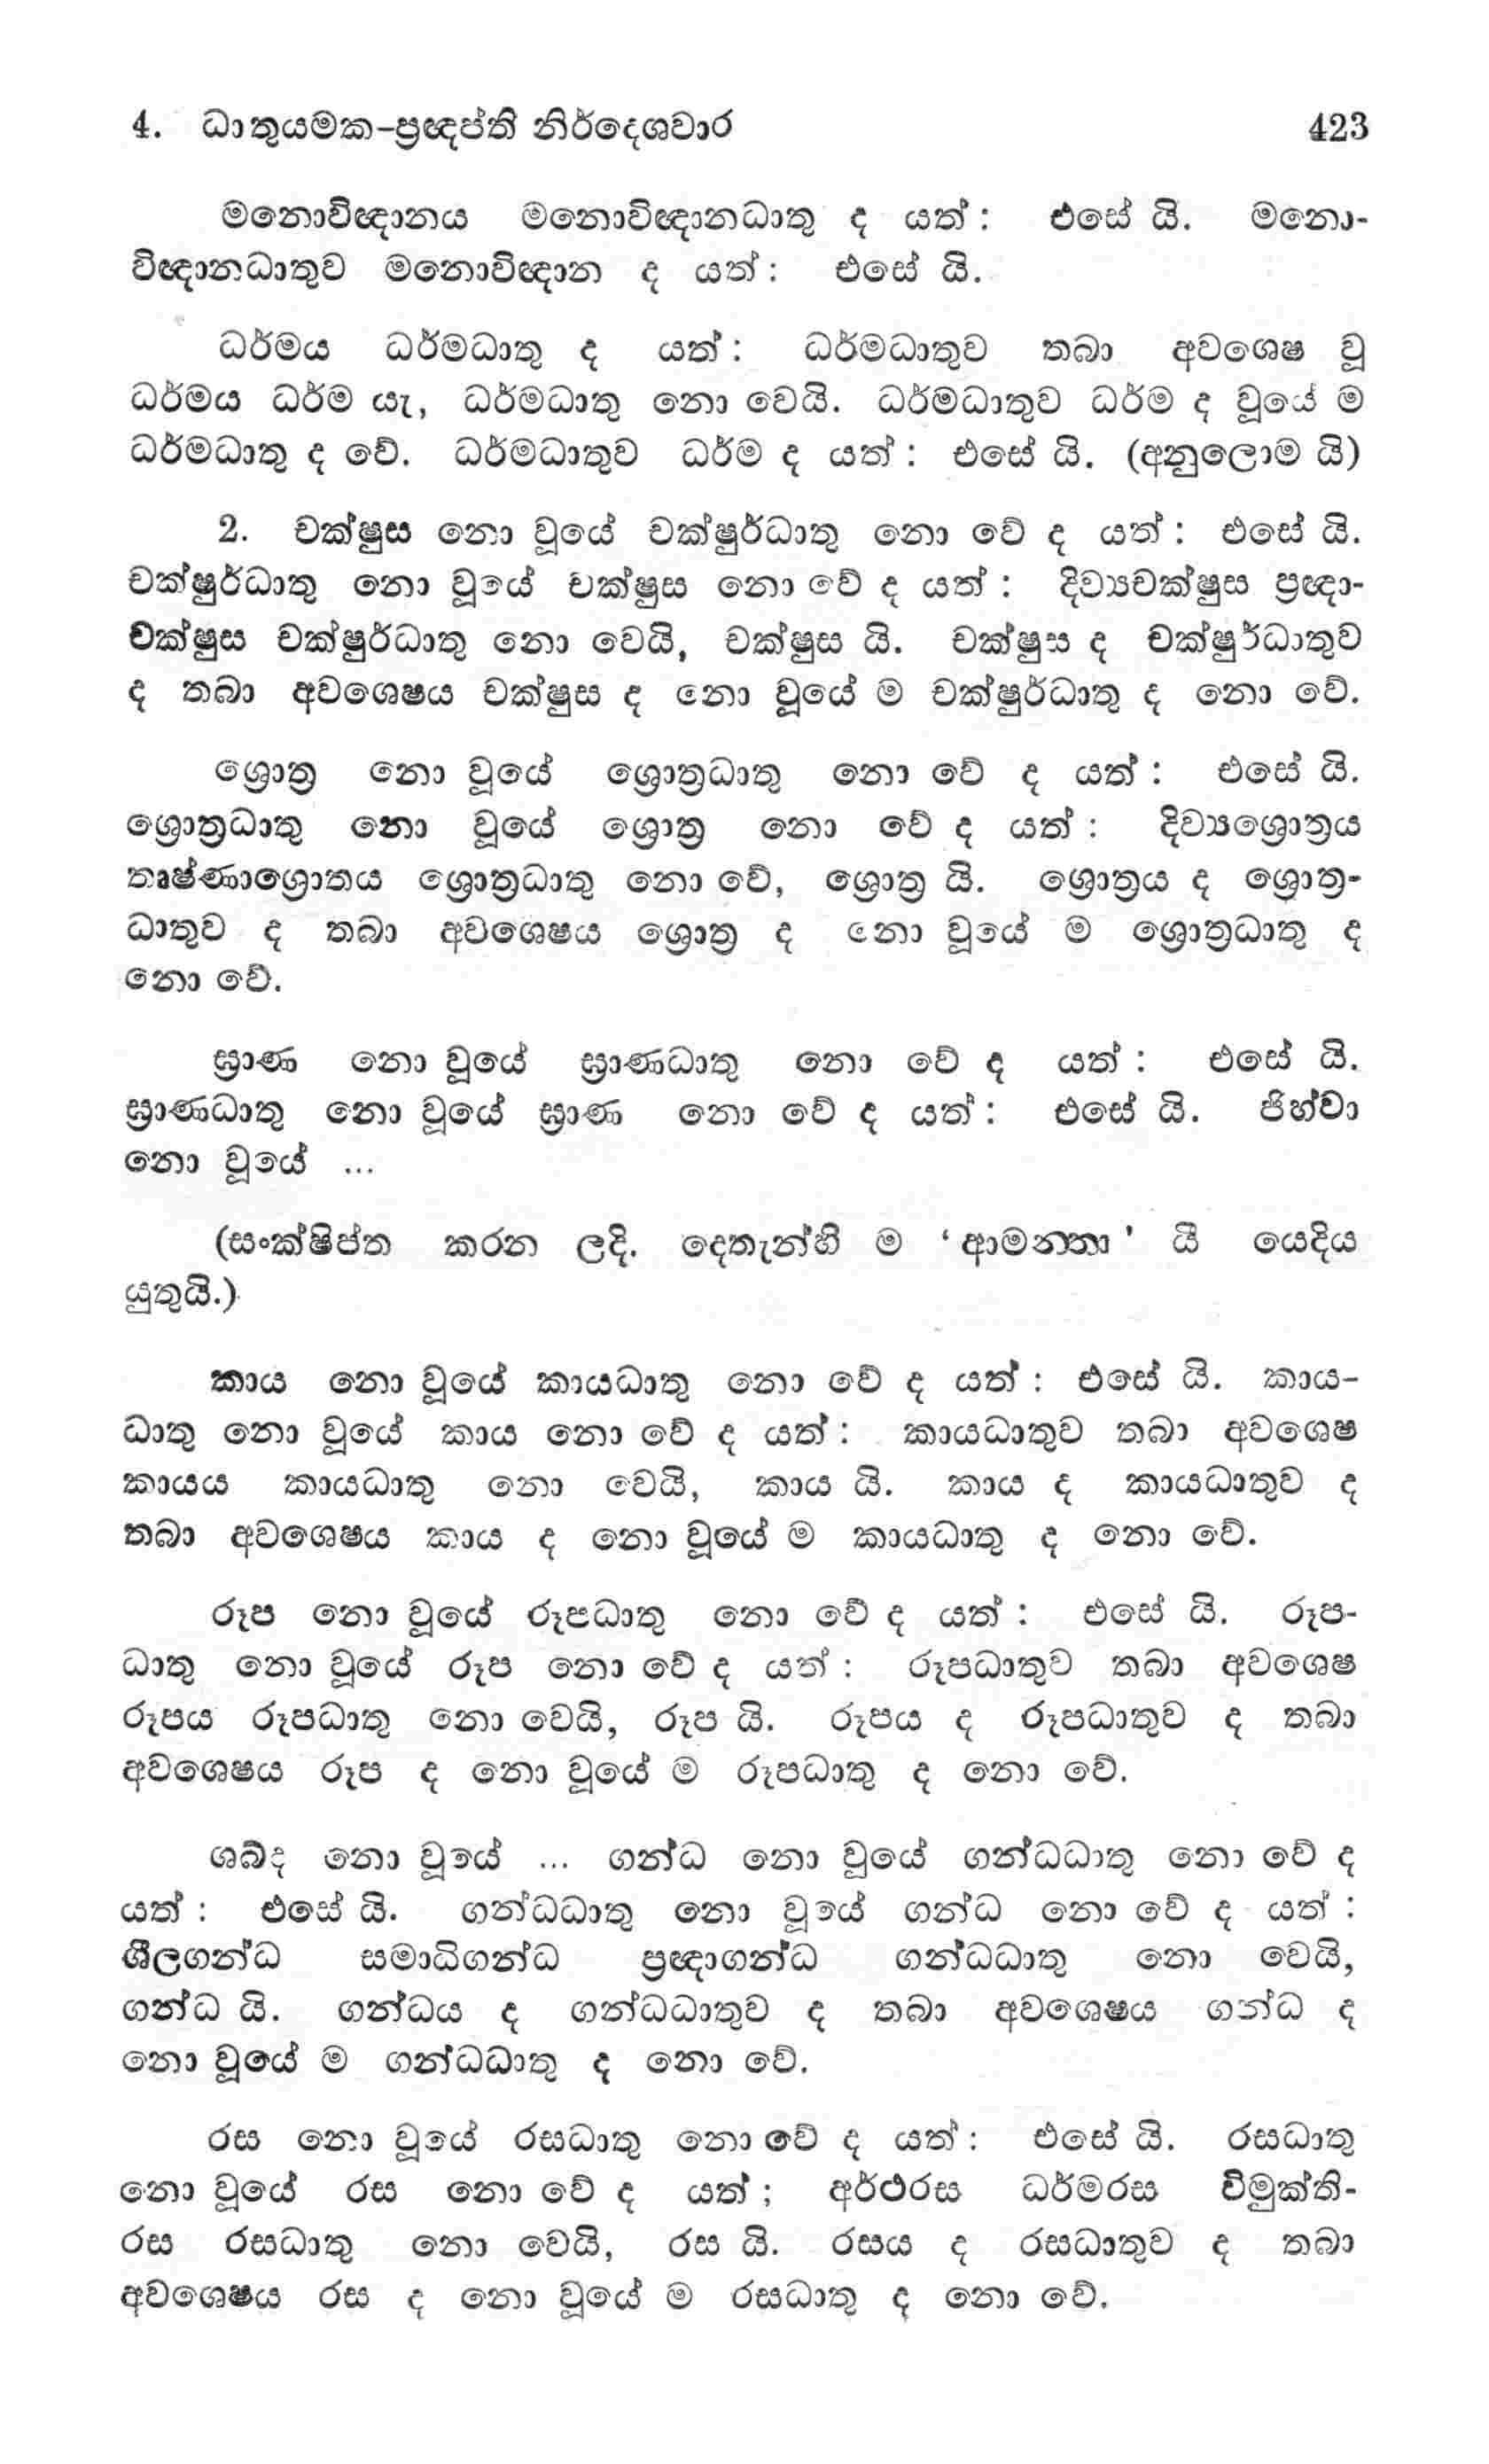 4. ධාතුයමක-ප්‍රඥප්ති නිර්දෙශවාර 423
මනොවිඥානය මනොවිඥානධාතු ද යත්: එසේ යි. මනො-
විඥානධාතුව මනොවිඥාන ද යත්: එසේ යි.
ධර්මය ධර්මධාතු ද යත්: ධර්මධාතුව තබා අවශෙෂ වූ
ධර්මය ධර්ම යැ, ධර්මධාතු නො වෙයි. ධර්මධාතුව ධර්ම ද වූයේ ම
ධර්මධාතු ද වේ. ධර්මධාතුව ධර්ම ද යත්: එසේ යි. (අනුලොම යි)
2. චක්ෂුස නො වූයේ චක්ෂුර්ධාතු නො වේ ද යත්: එසේ යි.
චක්ෂුර්ධාතු නො වූයේ චක්ෂුස නො වේ ද යත්: දිව්‍යචක්ෂුස ප්‍රඥා-
චක්ෂුස චක්ෂුර්ධාතු නො වෙයි, චක්ෂුස යි. චක්ෂුස ද චක්ෂුර්ධාතුව
ද තබා අවශෙෂය චක්ෂුස ද නො වූයේ ම චක්ෂුර්ධාතු ද නො වේ.
ශ්‍රොත්‍ර නො වූයේ ශ්‍රොත්‍රධාතු නො වේ ද යත්: එසේ යි.
ශ්‍රොත්‍රධාතු නො වූයේ ශ්‍රොත්‍ර නො වේ ද යත්: දිව්‍යශ්‍රොත්‍රය
තෘෂ්ණාශ්‍රොතය ශ්‍රොත්‍රධාතු නො වේ, ශ්‍රොත්‍ර යි. ශ්‍රොත්‍රය ද ශ්‍රොත්‍ර-
ධාතුව ද තබා අවශෙෂය ශ්‍රොත්‍ර ද නො වූයේ ම ශ්‍රොත්‍රධාතු ද
නො වේ.
ඝ්‍රාණ නො වූයේ ඝ්‍රාණධාතු නො වේ ද යත්: එසේ යි.
ඝ්‍රාණධාතු නො වූයේ ඝ්‍රාණ නො වේ ද යත්: එසේ යි. ජිහ්වා
නො වූයේ ...
(සංක්ෂිප්ත කරන ලදි. දෙතැන්හි ම ‘ආමන්තා’ යී යෙදිය
යුතුයි.)
කාය නො වූයේ කායධාතු නො වේ ද යත්: එසේ යි. කාය-
ධාතු නො වූයේ කාය නො වේ ද යත්: කායධාතුව තබා අවශෙෂ
කායය කායධාතු නො වෙයි, කාය යි. කාය ද කායධාතුව ද
තබා අවශෙෂය කාය ද නො වූයේ ම කායධාතු ද නො වේ.
රූප නො වූයේ රූපධාතු නො වේ ද යත්: එසේ යි. රූප-
ධාතු නො වූයේ රූප නො වේ ද යත්: රූපධාතුව තබා අවශෙෂ
රූපය රූපධාතු නො වෙයි, රූප යි. රූපය ද රූපධාතුව ද තබා
අවශෙෂය රූප ද නො වූයේ ම රූපධාතු ද නො වේ.
ශබ්ද නො වූයේ ... ගන්ධ නො වූයේ ගන්ධධාතු නො වේ ද
යත්: එසේ යි. ගන්ධධාතු නො වූයේ ගන්ධ නො වේ ද යත්:
ශීලගන්ධ සමාධිගන්ධ ප්‍රඥාගන්ධ ගන්ධධාතු නො වෙයි,
ගන්ධ යි. ගන්ධය ද ගන්ධධාතුව ද තබා අවශෙෂය ගන්ධ ද
නො වූයේ ම ගන්ධධාතු ද නො වේ.
රස නො වූයේ රසධාතු නො වේ ද යත්: එසේ යි. රසධාතු
නො වූයේ රස නො වේ ද යත්; අර්ථරස ධර්මරස විමුක්ති-
රස රසධාතු නො වෙයි, රස යි. රසය ද රසධාතුව ද තබා
අවශෙෂය රස ද නො වූයේ ම රසධාතු ද නො වේ.